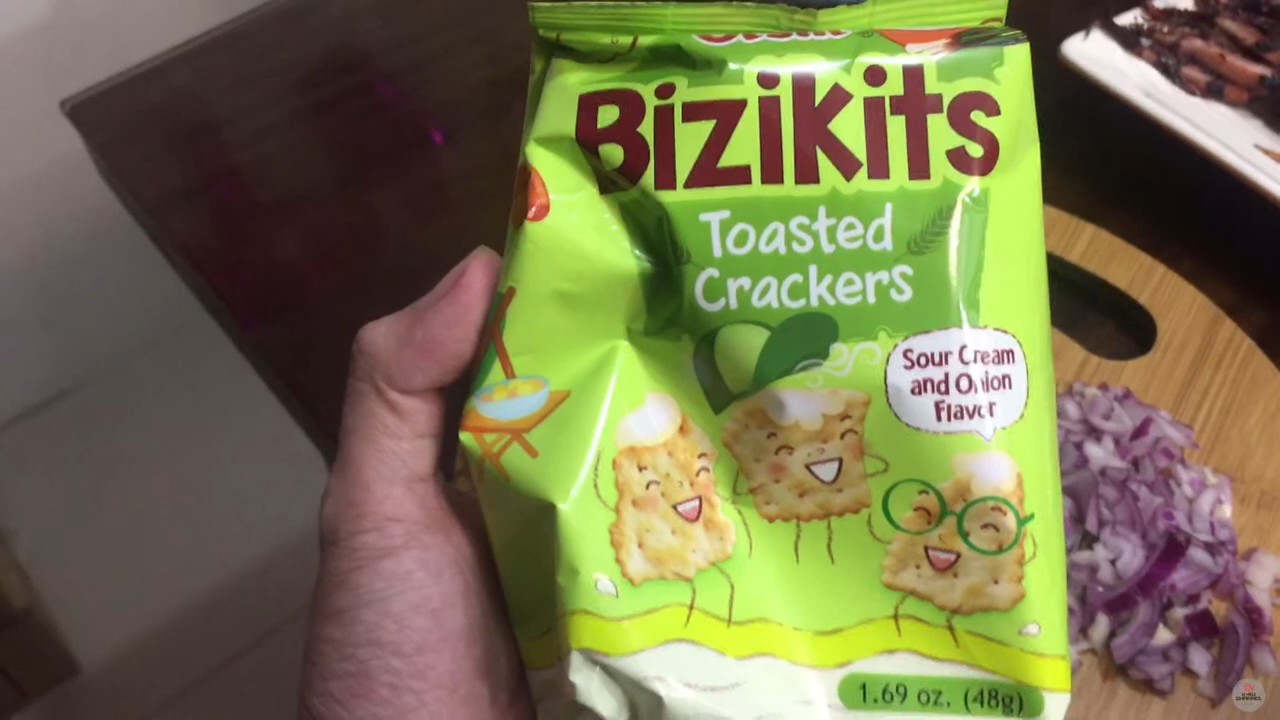 Bizikits
Toasted
Crackers
Sour Cream
and Onion
Flavor
1.69 oz. (48g)